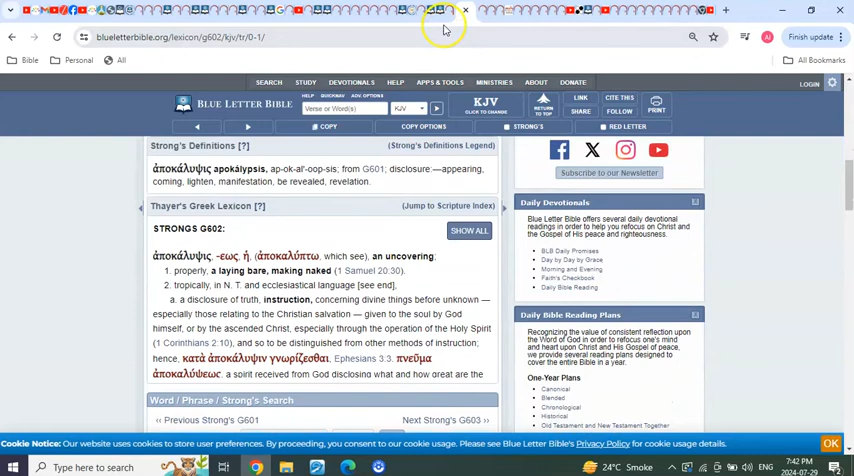 Finish update
blueletterbible.org/lexicon/g602/kjv/tr/0-1/
Bible Personal All
All Bookmarks
SEARCH STUDY DEVOTIONALS HELP APPS & TOOLS MINISTRIES ABOUT DONATE
LOGIN
HELP QUICKNAV ADV. OPTIONS
BLUE LETTER BIBLE
Verse or Word(s)
KJV
KJV
CLICK TO CHANGE
RETURN
TO TOP
LINK
SHARE
CITE THIS
FOLLOW
PRINT
COPY COPY OPTIONS STRONG'S RED LETTER
Strong's Definitions [?] (Strong's Definitions Legend)
ἀποκάλυψις apokálypsis, ap-ok-al'-oop-sis; from G601; disclosure:—appearing,
coming, lighten, manifestation, be revealed, revelation.
Thayer's Greek Lexicon [?] (Jump to Scripture Index)
STRONGS G602: SHOW ALL
ἀποκάλυψις, -εως, ἡ, (ἀποκαλύπτω, which see), an uncovering;
1. properly, a laying bare, making naked (1 Samuel 20:30).
2. tropically, in N. T. and ecclesiastical language [see end],
a. a disclosure of truth, instruction, concerning divine things before unknown —
especially those relating to the Christian salvation — given to the soul by God
himself, or by the ascended Christ, especially through the operation of the Holy Spirit
(1 Corinthians 2:10), and so to be distinguished from other methods of instruction;
hence, κατὰ ἀποκάλυψιν γνωρίζεσθαι, Ephesians 3:3. πνεῦμα
ἀποκαλύψεως, a spirit received from God disclosing what and how great are the
Word / Phrase / Strong's Search
‹‹ Previous Strong's G601 Next Strong's G603 ››
Subscribe to our Newsletter
Daily Devotionals
Blue Letter Bible offers several daily devotional
readings in order to help you refocus on Christ and
the Gospel of His peace and righteousness.
BLB Daily Promises
Day by Day by Grace
Morning and Evening
Faith's Checkbook
Daily Bible Reading
Daily Bible Reading Plans
Recognizing the value of consistent reflection upon
the Word of God in order to refocus one's
mind and heart upon Christ and His Gospel of peace,
we provide several reading plans designed to
cover the entire Bible in a year.
One-Year Plans
Canonical
Blended
Chronological
Historical
Old Testament and New Testament Together
Cookie Notice: Our website uses cookies to store user preferences. By proceeding, you consent to our cookie usage. Please see Blue Letter Bible's Privacy Policy for cookie usage details.
OK
Type here to search
24°C Smoke
7:42 PM
2024-07-29